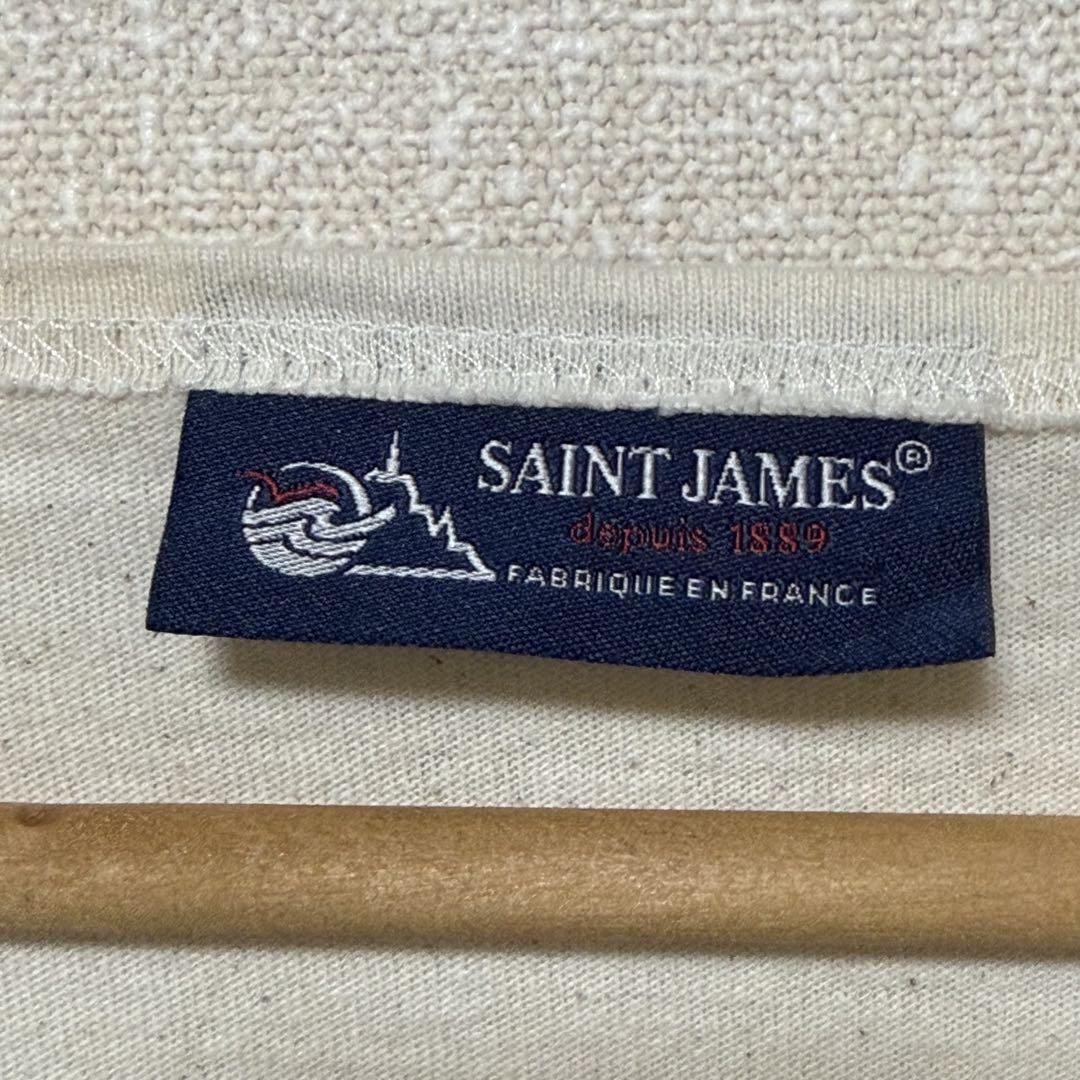 SAINT JAMES®
depuis 1889
FABRIQUE EN FRANCE